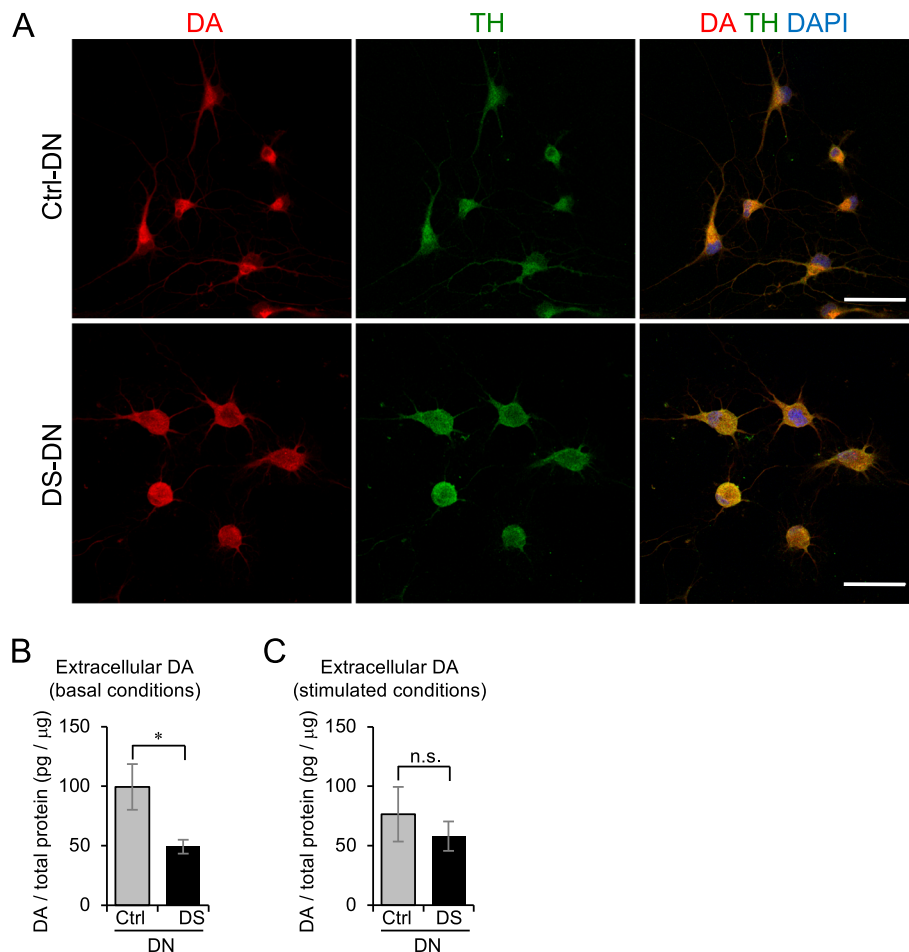 A
DA
TH
DA TH DAPI
Ctrl-DN
DS-DN
B
Extracellular DA
(basal conditions)
DA / total protein (pg / μg)
150
100
50
0
*
Ctrl
DS
DN
C
Extracellular DA
(stimulated conditions)
DA / total protein (pg / μg)
150
100
50
0
n.s.
Ctrl
DS
DN